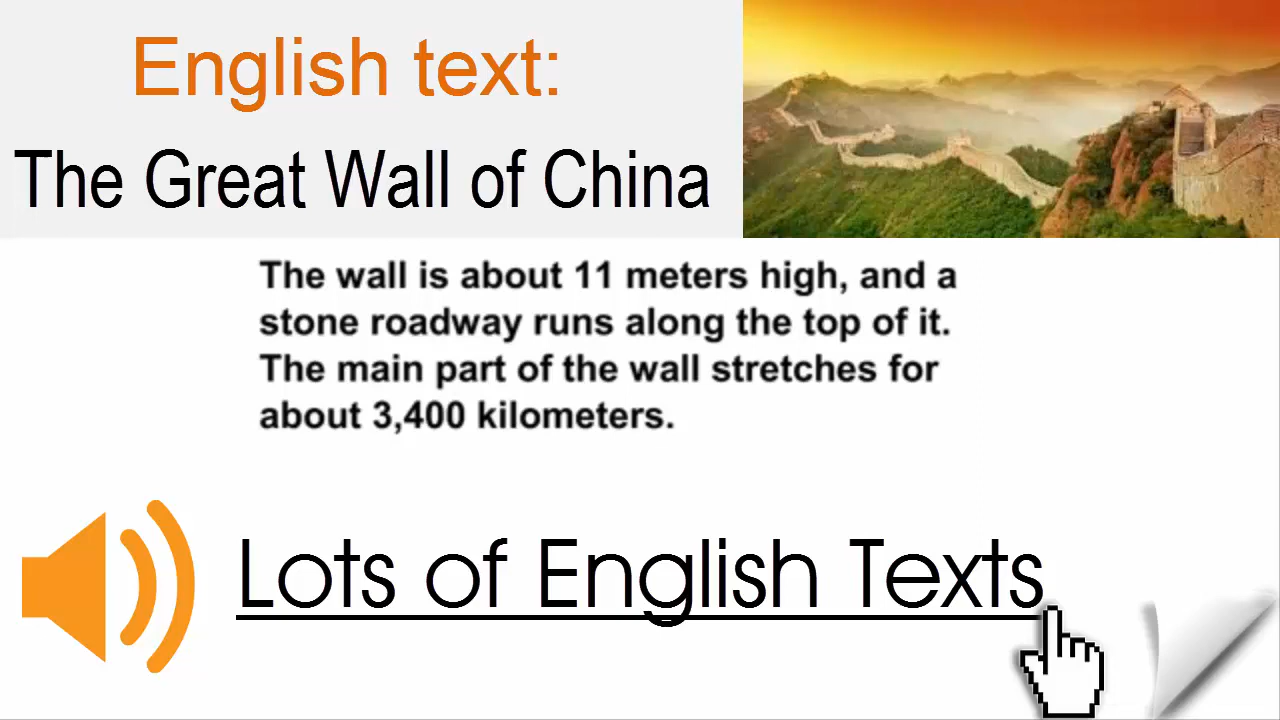 English text:
The Great Wall of China
The wall is about 11 meters high, and a
stone roadway runs along the top of it.
The main part of the wall stretches for
about 3,400 kilometers.
Lots of English Texts